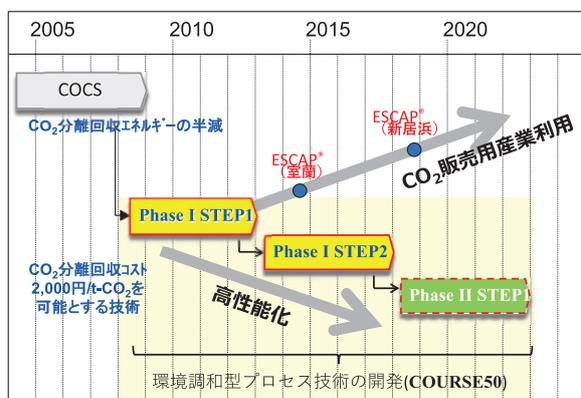 2005 2010 2015 2020
COCS
CO₂分離回収エネルギーの半減
ESCAP®
(新居浜)
ESCAP®
(室蘭)
CO₂販売用産業利用
Phase I STEP1
Phase I STEP2
CO₂分離回収コスト
2,000円/t-CO₂を
可能とする技術
高性能化
Phase II STEP1
環境調和型プロセス技術の開発(COURSE50)